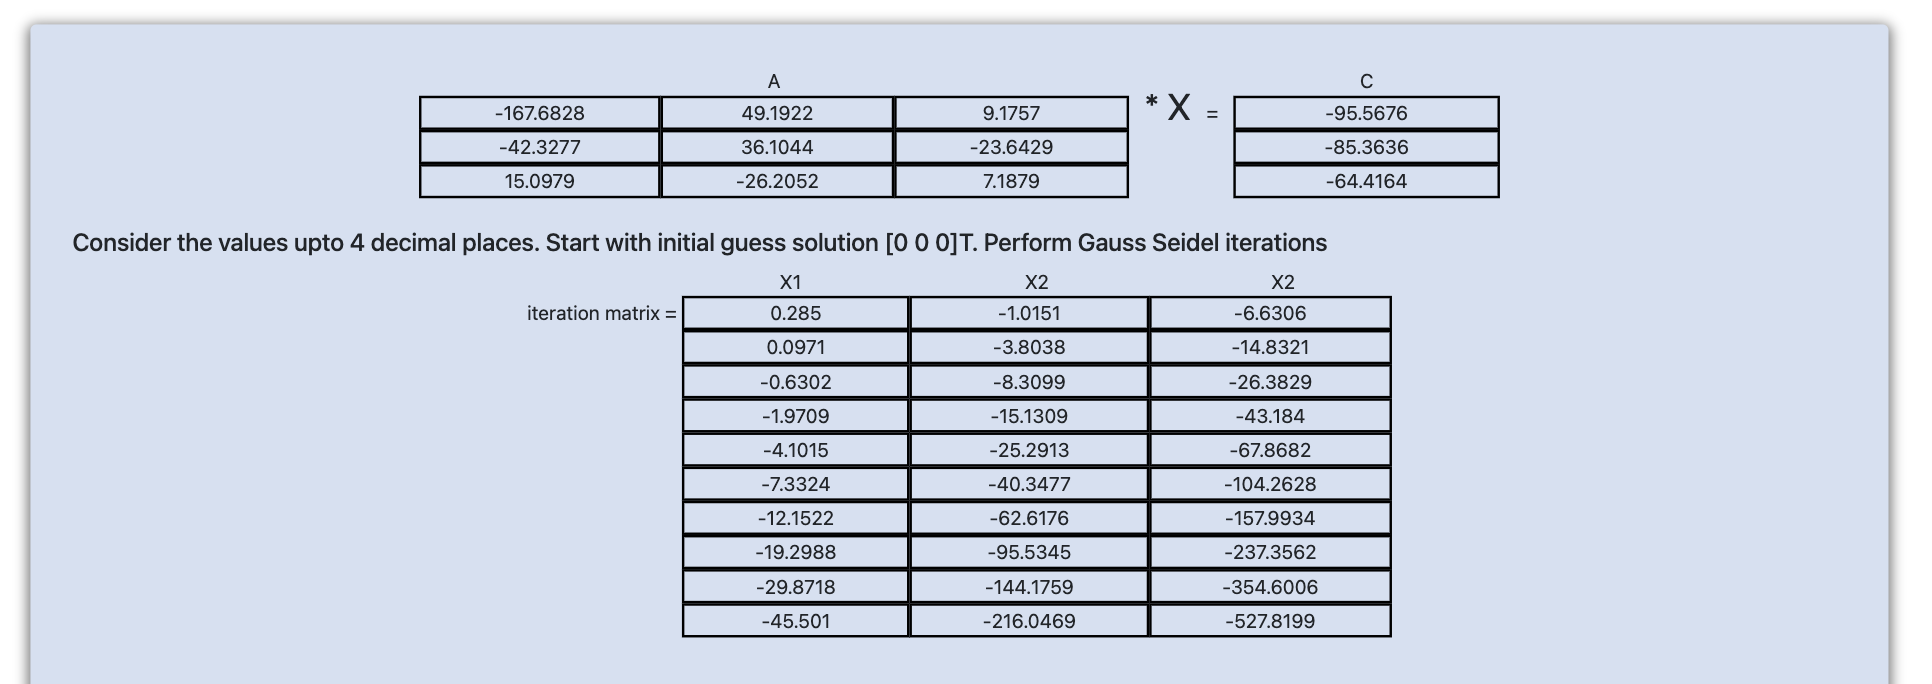 A C
-167.6828 49.1922 9.1757 * X = -95.5676
-42.3277 36.1044 -23.6429 -85.3636
15.0979 -26.2052 7.1879 -64.4164
Consider the values upto 4 decimal places. Start with initial guess solution [0 0 0]T. Perform Gauss Seidel iterations
X1 X2 X2
iteration matrix = 0.285 -1.0151 -6.6306
0.0971 -3.8038 -14.8321
-0.6302 -8.3099 -26.3829
-1.9709 -15.1309 -43.184
-4.1015 -25.2913 -67.8682
-7.3324 -40.3477 -104.2628
-12.1522 -62.6176 -157.9934
-19.2988 -95.5345 -237.3562
-29.8718 -144.1759 -354.6006
-45.501 -216.0469 -527.8199